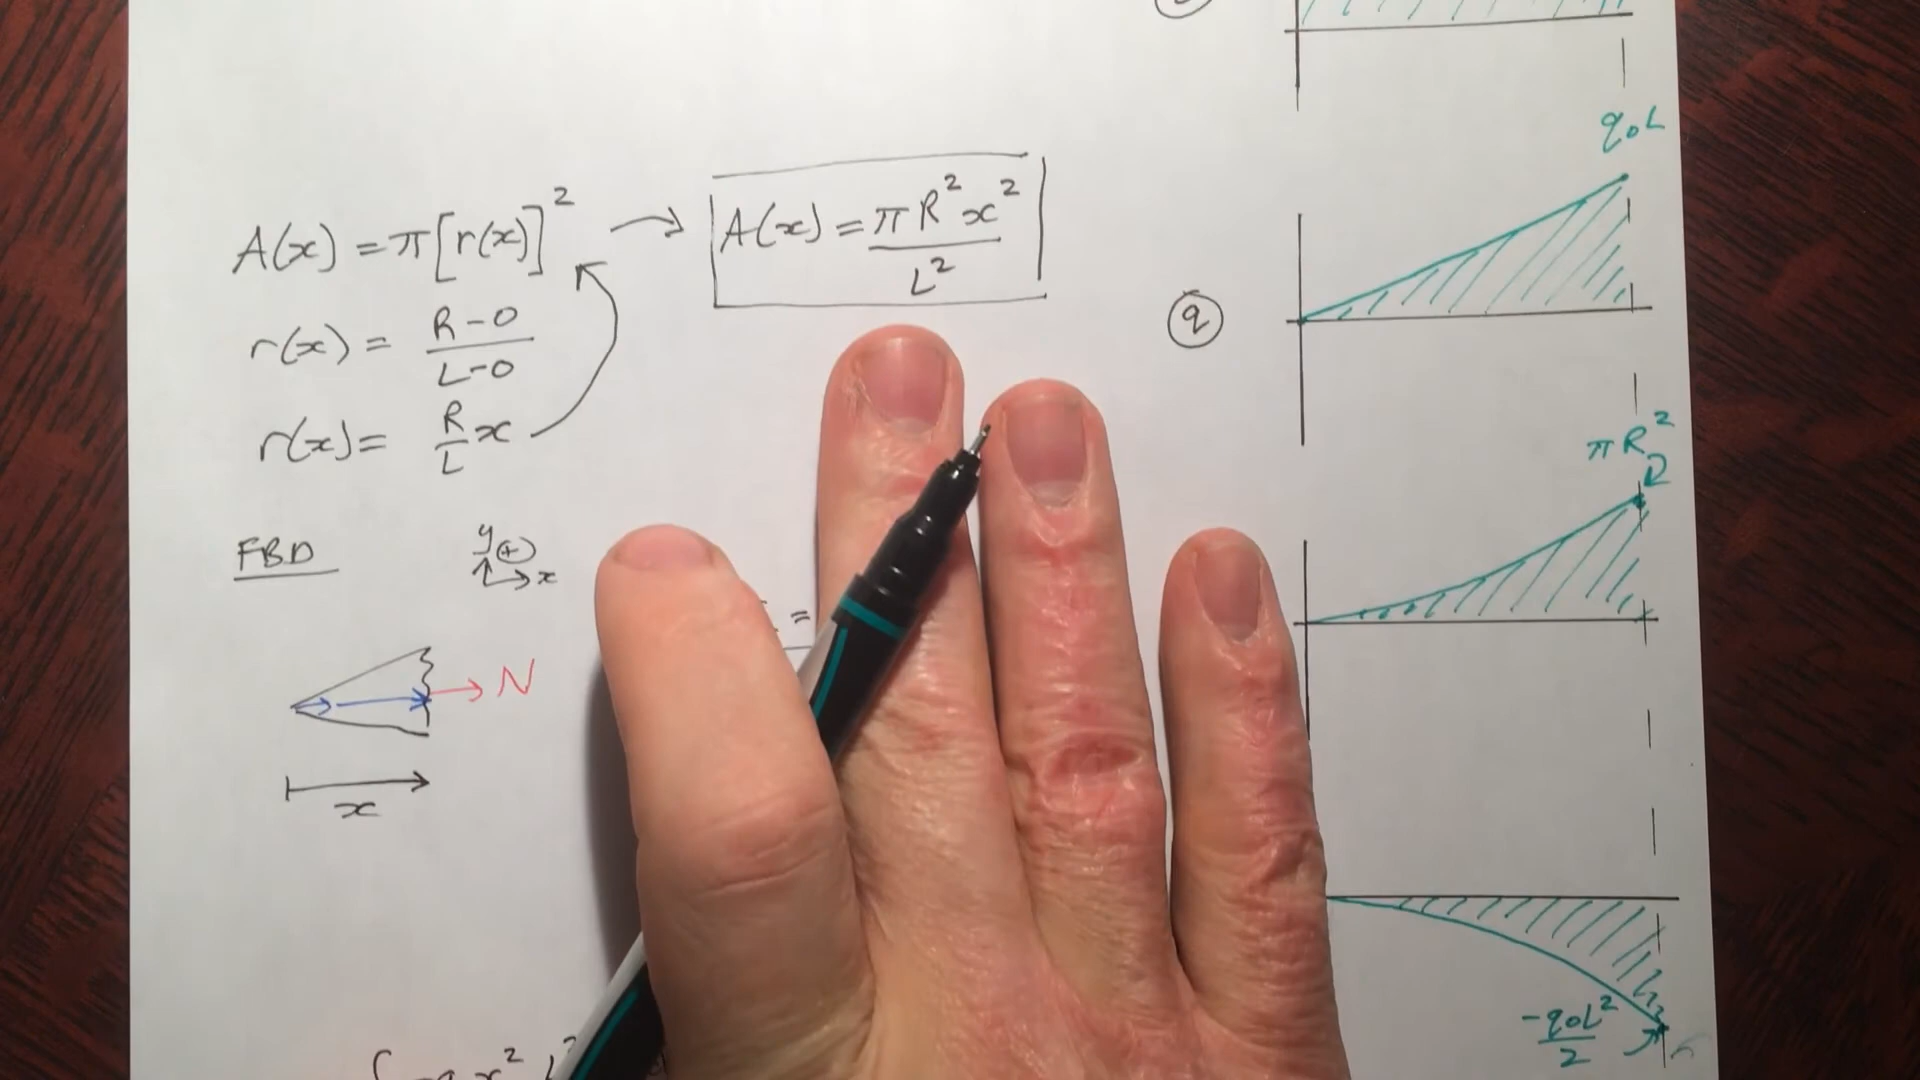 A(x) = π[r(x)]²
r(x) = R-0 / L-0
r(x) = R/L x
A(x) = πR²x² / L²
FBD
y (+) x
N
x
=
q₀L
q
πR²
-q₀L² / 2